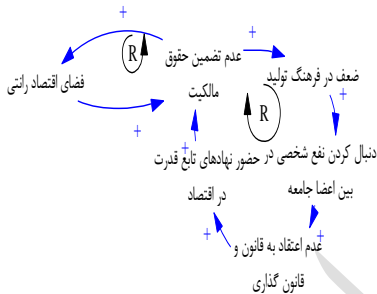 +
+
R
عدم تضمین حقوق
مالکیت
ضعف در فرهنگ تولید
فضای اقتصاد رانتی
+
R
+
دنبال کردن نفع شخصی در
بین اعضا جامعه
+
حضور نهادهای تابع قدرت
در اقتصاد
+
+
عدم اعتقاد به قانون و
قانون گذاری